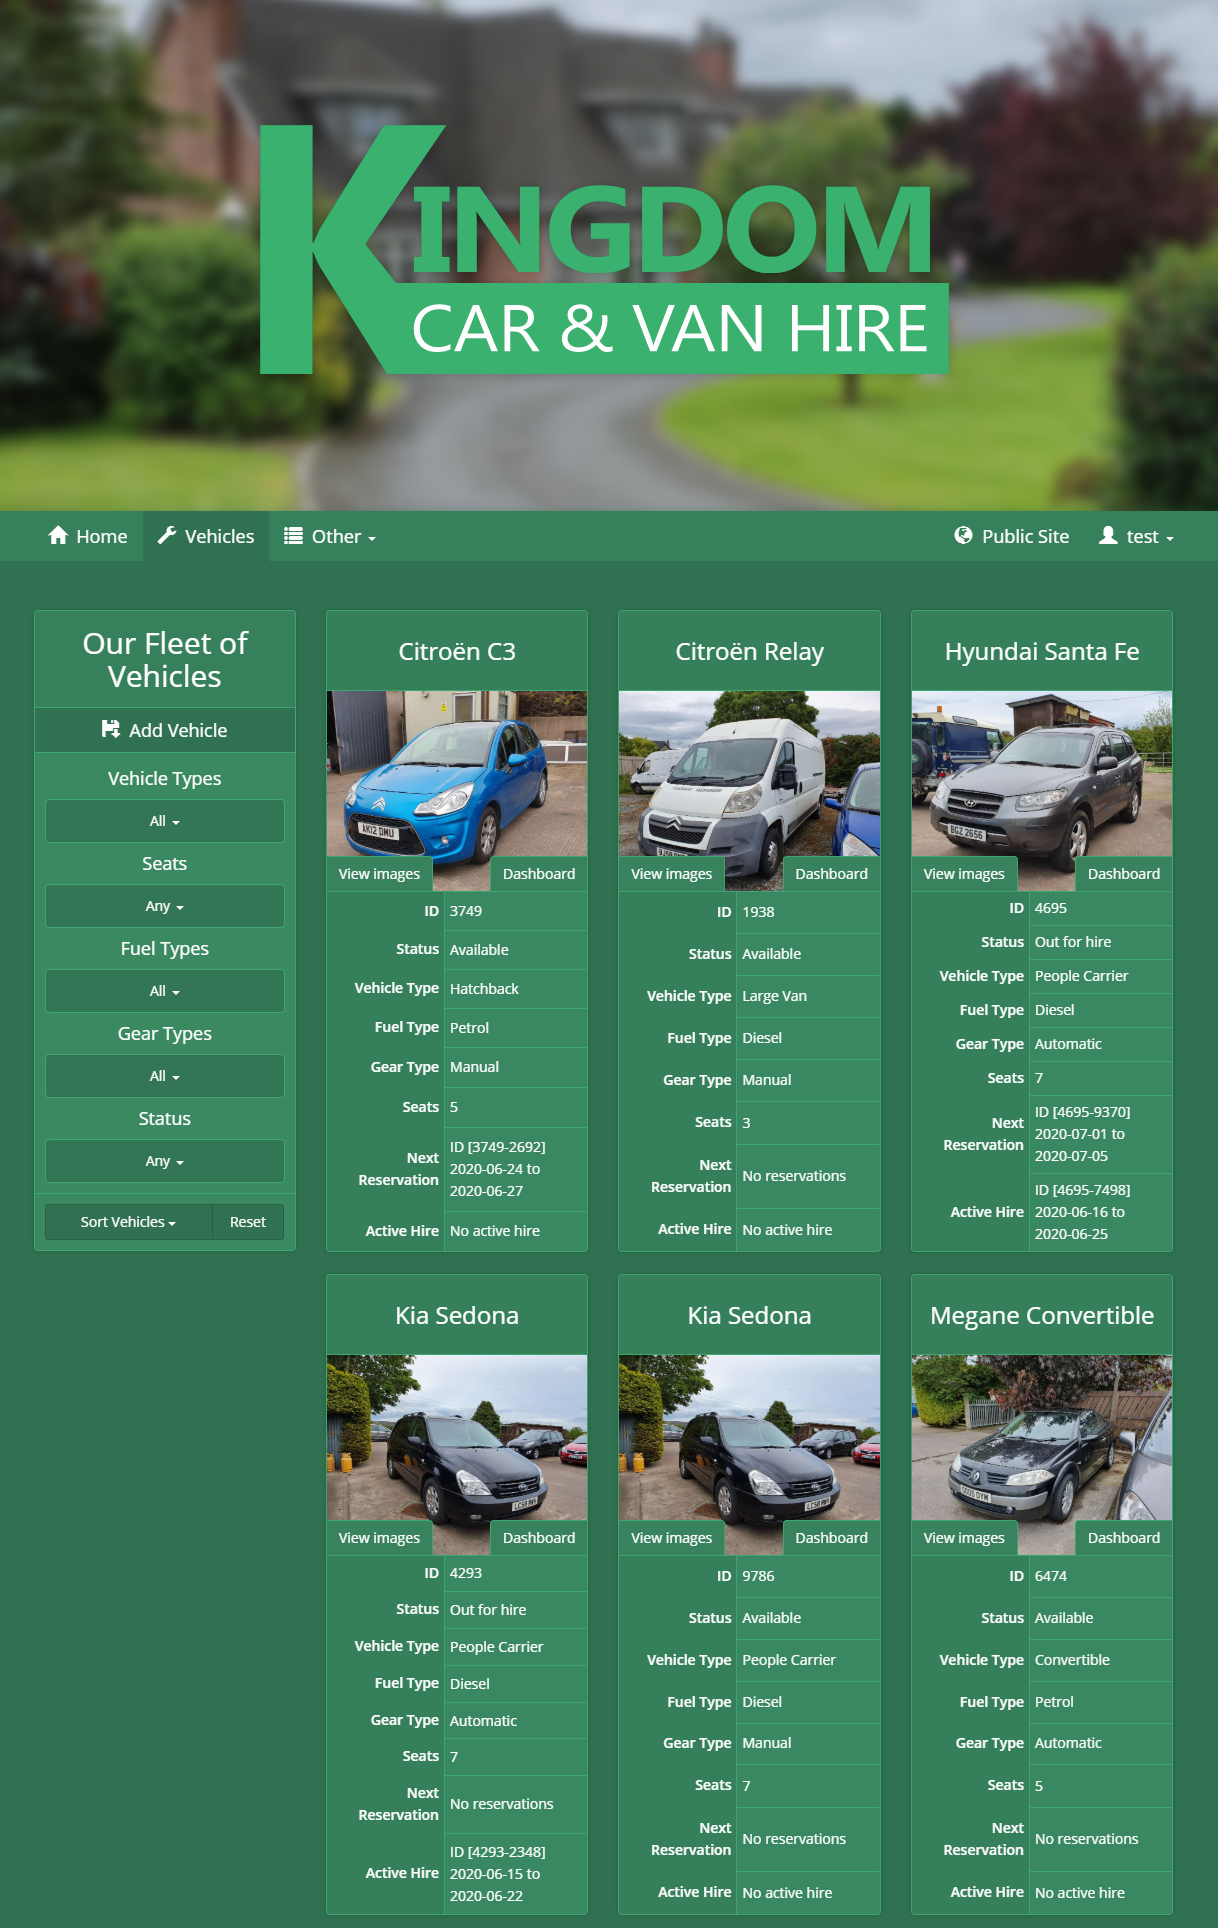 KINGDOM
CAR & VAN HIRE
Home
Vehicles
Other
Public Site
test
Our Fleet of
Vehicles
Add Vehicle
Vehicle Types
All
Seats
Any
Fuel Types
All
Gear Types
All
Status
Any
Sort Vehicles
Reset
Citroën C3
AK12 DMU
View images
Dashboard
ID 3749
Status Available
Vehicle Type Hatchback
Fuel Type Petrol
Gear Type Manual
Seats 5
Next
Reservation
ID [3749-2692]
2020-06-24 to
2020-06-27
Active Hire No active hire
Citroën Relay
View images
Dashboard
ID 1938
Status Available
Vehicle Type Large Van
Fuel Type Diesel
Gear Type Manual
Seats 3
Next
Reservation
No reservations
Active Hire No active hire
Hyundai Santa Fe
BGZ 2656
View images
Dashboard
ID 4695
Status Out for hire
Vehicle Type People Carrier
Fuel Type Diesel
Gear Type Automatic
Seats 7
Next
Reservation
ID [4695-9370]
2020-07-01 to
2020-07-05
Active Hire
ID [4695-7498]
2020-06-16 to
2020-06-25
Kia Sedona
View images
Dashboard
ID 4293
Status Out for hire
Vehicle Type People Carrier
Fuel Type Diesel
Gear Type Automatic
Seats 7
Next
Reservation
No reservations
Active Hire
ID [4293-2348]
2020-06-15 to
2020-06-22
Kia Sedona
View images
Dashboard
ID 9786
Status Available
Vehicle Type People Carrier
Fuel Type Diesel
Gear Type Manual
Seats 7
Next
Reservation
No reservations
Active Hire No active hire
Megane Convertible
View images
Dashboard
ID 6474
Status Available
Vehicle Type Convertible
Fuel Type Petrol
Gear Type Automatic
Seats 5
Next
Reservation
No reservations
Active Hire No active hire